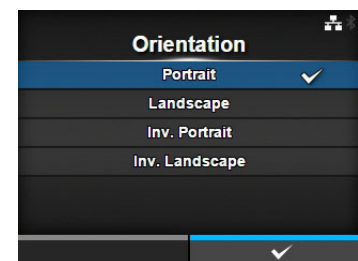 Orientation
Portrait
Landscape
Inv. Portrait
Inv. Landscape